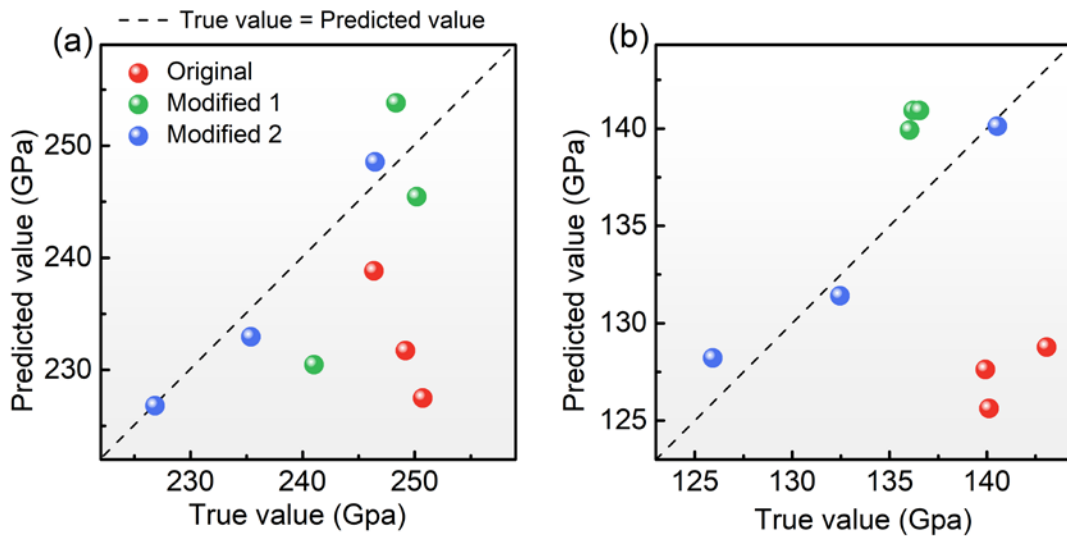 --- True value = Predicted value
(a)
Original
Modified 1
Modified 2
250
240
230
Predicted value (GPa)
230 240 250
True value (Gpa)
(b)
140
135
130
125
Predicted value (GPa)
125 130 135 140
True value (Gpa)